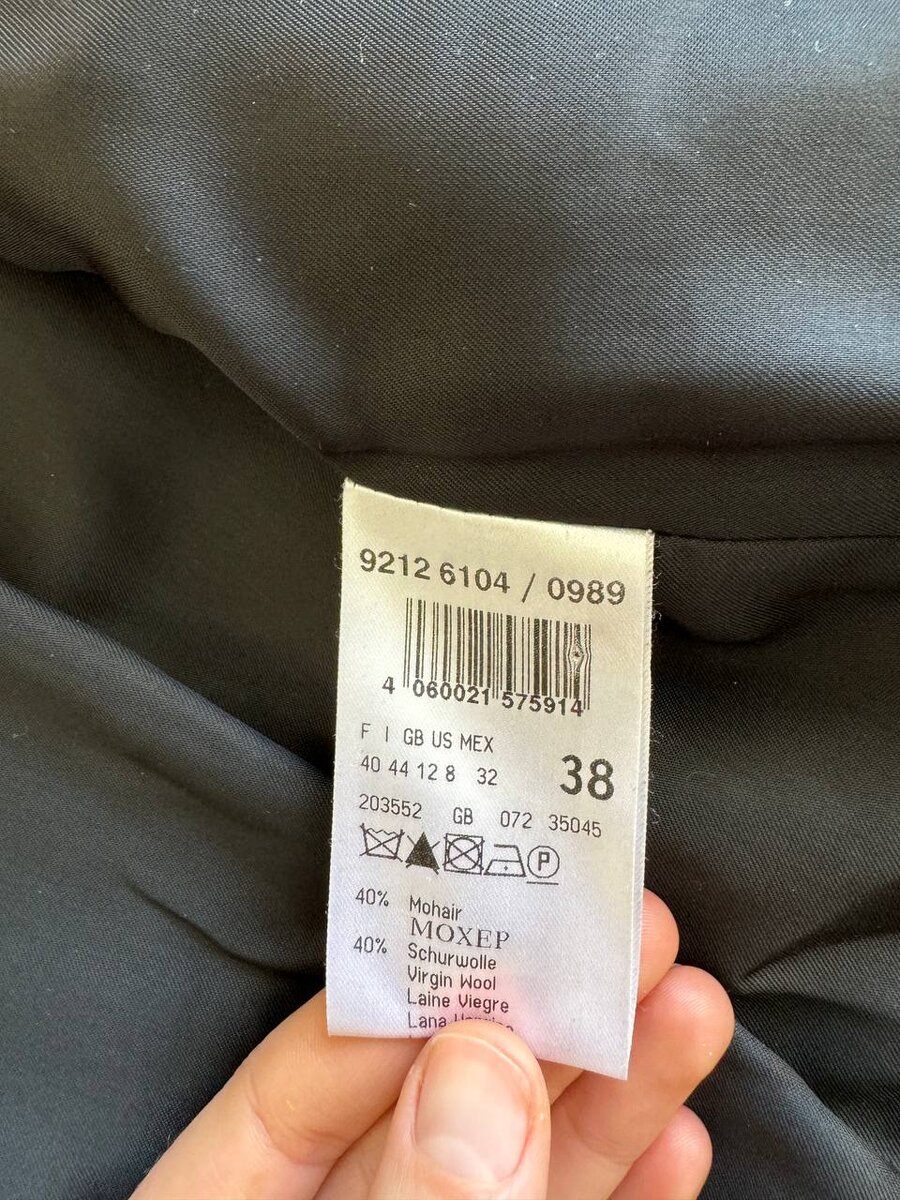 9212 6104 / 0989
4 060021 575914
F I GB US MEX
40 44 12 8 32
38
203552 GB 072 35045
P
40% Mohair
МОХЕР
40% Schurwolle
Virgin Wool
Laine Viegre
Lana